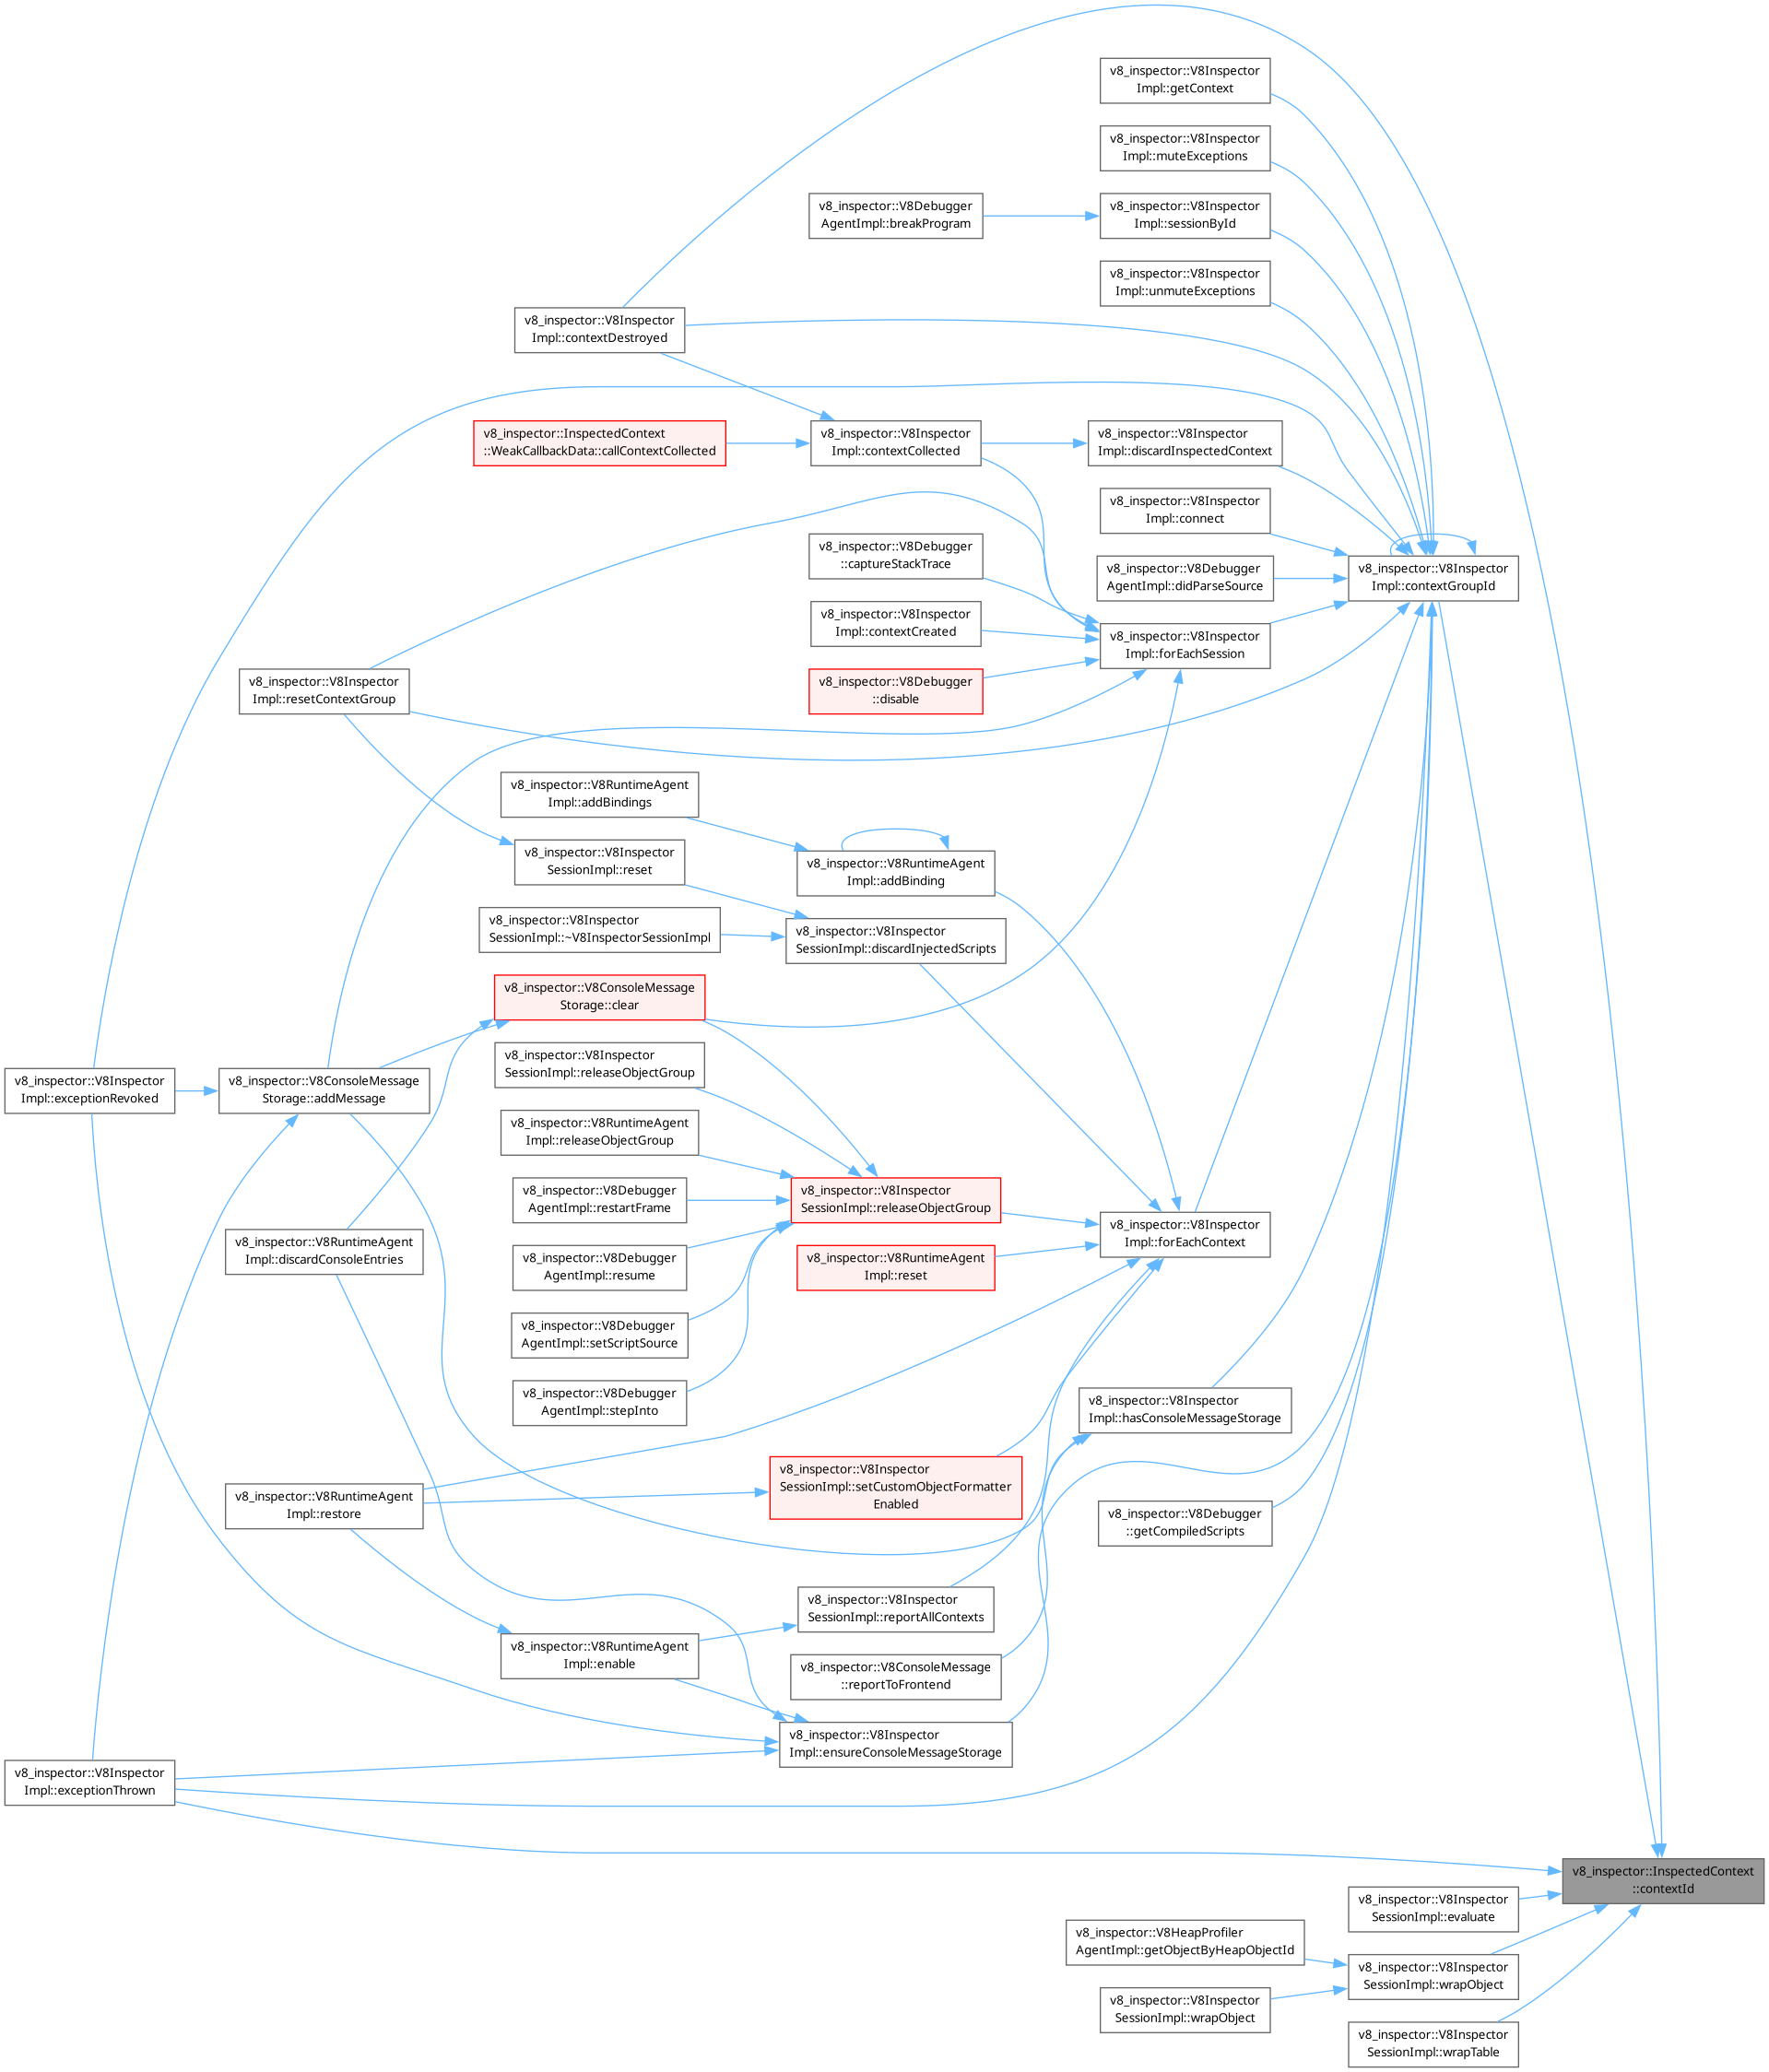 v8_inspector::V8Inspector
Impl::getContext
v8_inspector::V8Inspector
Impl::muteExceptions
v8_inspector::V8Debugger
AgentImpl::breakProgram
v8_inspector::V8Inspector
Impl::sessionById
v8_inspector::V8Inspector
Impl::unmuteExceptions
v8_inspector::V8Inspector
Impl::contextDestroyed
v8_inspector::InspectedContext
::WeakCallbackData::callContextCollected
v8_inspector::V8Inspector
Impl::contextCollected
v8_inspector::V8Inspector
Impl::discardInspectedContext
v8_inspector::V8Inspector
Impl::connect
v8_inspector::V8Debugger
::captureStackTrace
v8_inspector::V8Debugger
AgentImpl::didParseSource
v8_inspector::V8Inspector
Impl::contextGroupId
v8_inspector::V8Inspector
Impl::contextCreated
v8_inspector::V8Inspector
Impl::forEachSession
v8_inspector::V8Inspector
Impl::resetContextGroup
v8_inspector::V8Debugger
::disable
v8_inspector::V8RuntimeAgent
Impl::addBindings
v8_inspector::V8Inspector
SessionImpl::reset
v8_inspector::V8RuntimeAgent
Impl::addBinding
v8_inspector::V8Inspector
SessionImpl::~V8InspectorSessionImpl
v8_inspector::V8Inspector
SessionImpl::discardInjectedScripts
v8_inspector::V8ConsoleMessage
Storage::clear
v8_inspector::V8Inspector
SessionImpl::releaseObjectGroup
v8_inspector::V8Inspector
Impl::exceptionRevoked
v8_inspector::V8ConsoleMessage
Storage::addMessage
v8_inspector::V8RuntimeAgent
Impl::releaseObjectGroup
v8_inspector::V8Debugger
AgentImpl::restartFrame
v8_inspector::V8Inspector
SessionImpl::releaseObjectGroup
v8_inspector::V8Inspector
Impl::forEachContext
v8_inspector::V8RuntimeAgent
Impl::discardConsoleEntries
v8_inspector::V8Debugger
AgentImpl::resume
v8_inspector::V8RuntimeAgent
Impl::reset
v8_inspector::V8Debugger
AgentImpl::setScriptSource
v8_inspector::V8Debugger
AgentImpl::stepInto
v8_inspector::V8Inspector
Impl::hasConsoleMessageStorage
v8_inspector::V8RuntimeAgent
Impl::restore
v8_inspector::V8Inspector
SessionImpl::setCustomObjectFormatter
Enabled
v8_inspector::V8Debugger
::getCompiledScripts
v8_inspector::V8Inspector
SessionImpl::reportAllContexts
v8_inspector::V8RuntimeAgent
Impl::enable
v8_inspector::V8ConsoleMessage
::reportToFrontend
v8_inspector::V8Inspector
Impl::ensureConsoleMessageStorage
v8_inspector::V8Inspector
Impl::exceptionThrown
v8_inspector::InspectedContext
::contextId
v8_inspector::V8Inspector
SessionImpl::evaluate
v8_inspector::V8HeapProfiler
AgentImpl::getObjectByHeapObjectId
v8_inspector::V8Inspector
SessionImpl::wrapObject
v8_inspector::V8Inspector
SessionImpl::wrapObject
v8_inspector::V8Inspector
SessionImpl::wrapTable